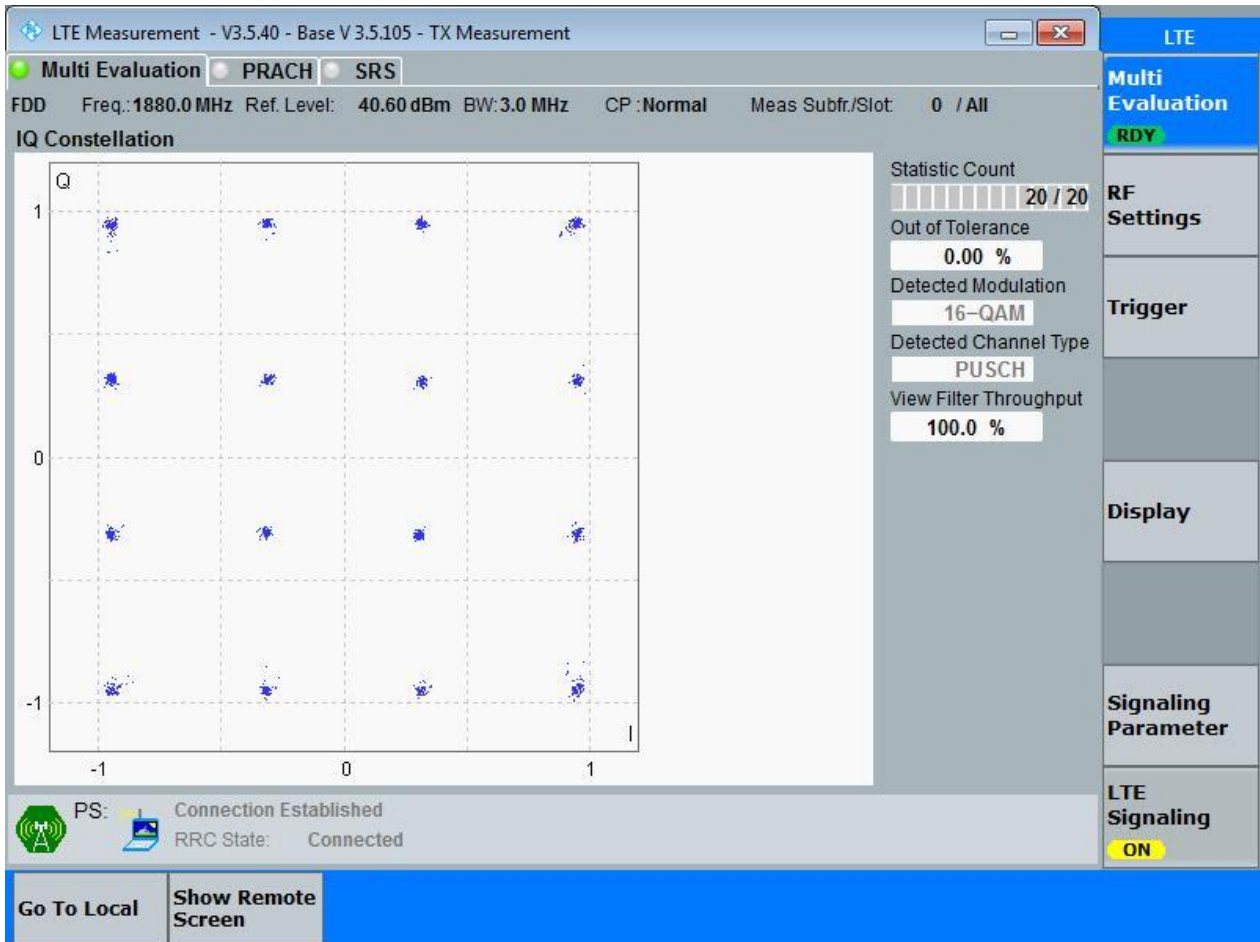 LTE Measurement - V3.5.40 - Base V 3.5.105 - TX Measurement
LTE
Multi Evaluation PRACH SRS
FDD Freq.: 1880.0 MHz Ref. Level: 40.60 dBm BW: 3.0 MHz CP : Normal Meas Subfr./Slot: 0 / All
IQ Constellation
Q
1
0
-1
I
-1 0 1
Statistic Count
20 / 20
Out of Tolerance
0.00 %
Detected Modulation
16-QAM
Detected Channel Type
PUSCH
View Filter Throughput
100.0 %
Multi
Evaluation
RDY
RF
Settings
Trigger
Display
Signaling
Parameter
LTE
Signaling
ON
PS: Connection Established
RRC State: Connected
Go To Local
Show Remote
Screen